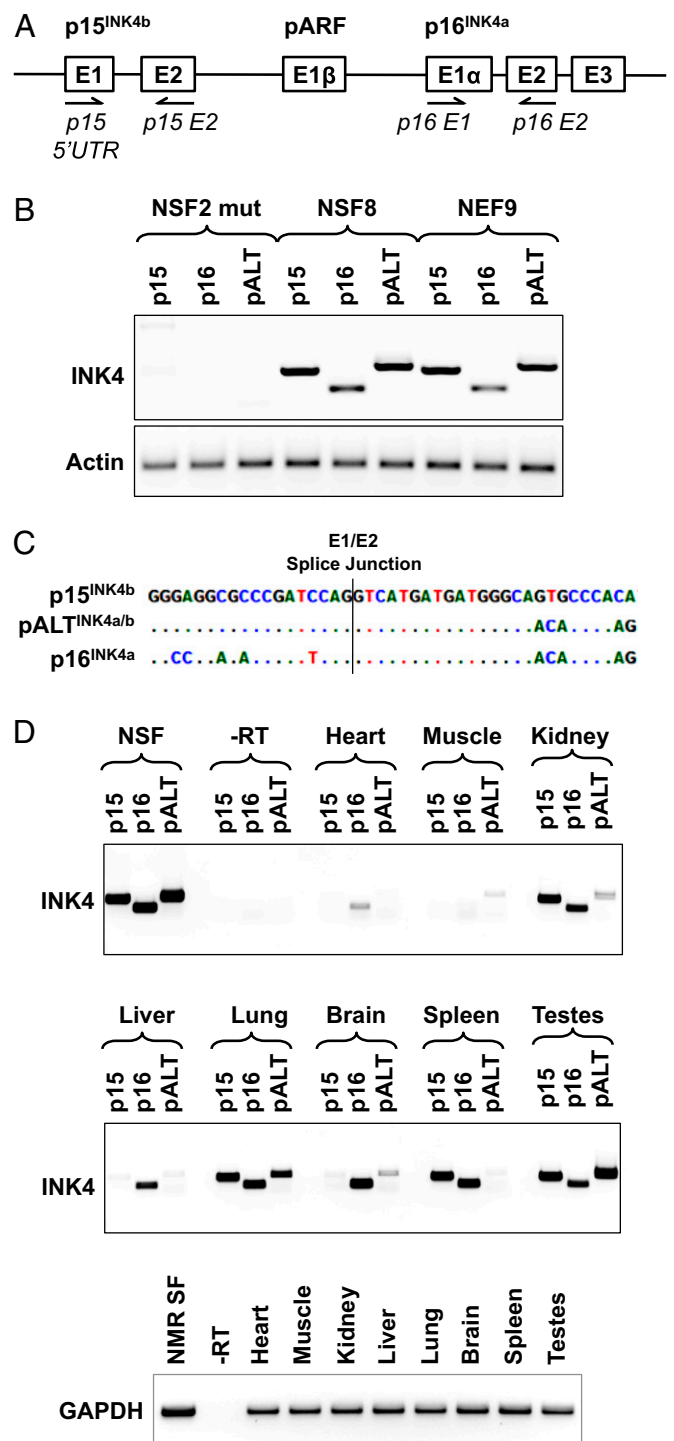 A
p15INK4b pARF p16INK4a
E1 E2 E1β E1α E2 E3
p15 5'UTR p15 E2 p16 E1 p16 E2
B
NSF2 mut NSF8 NEF9
p15 p16 pALT p15 p16 pALT p15 p16 pALT
INK4
Actin
C
E1/E2
Splice Junction
p15INK4b GGGAGGCGCCCGATCCAGGTCATGATGATGGGCAGTGCCCACA
pALTINK4a/b ...................................ACA....AG
p16INK4a ..CC..A.A.....T....................ACA....AG
D
NSF -RT Heart Muscle Kidney
p15 p16 pALT p15 p16 pALT p15 p16 pALT p15 p16 pALT p15 p16 pALT
INK4
Liver Lung Brain Spleen Testes
p15 p16 pALT p15 p16 pALT p15 p16 pALT p15 p16 pALT p15 p16 pALT
INK4
NMR SF -RT Heart Muscle Kidney Liver Lung Brain Spleen Testes
GAPDH